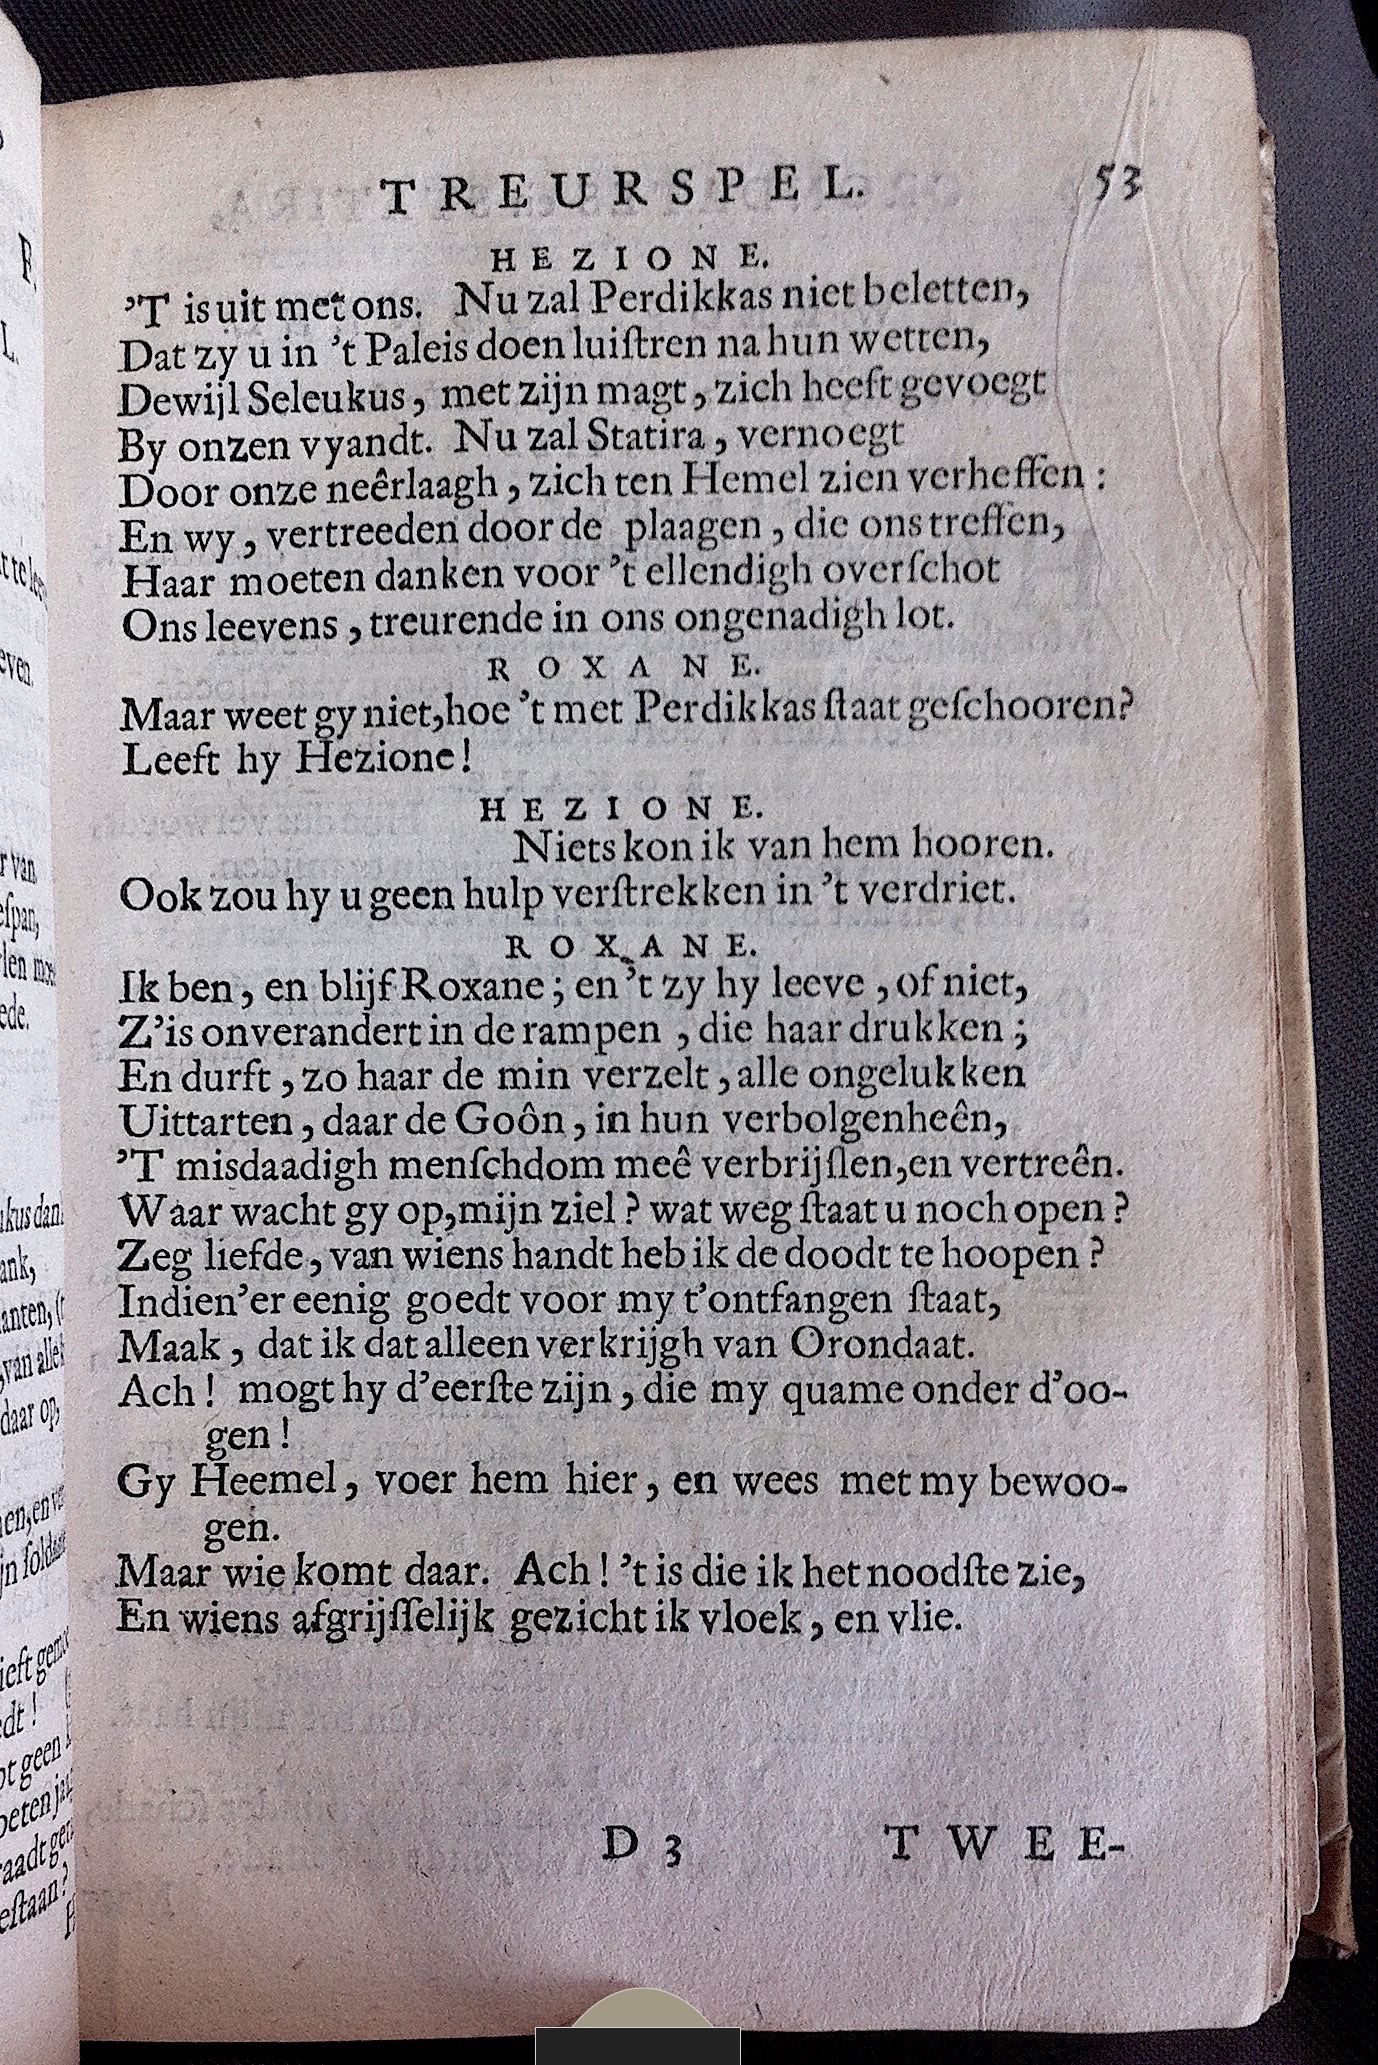 TREURSPEL. 53
HEZIONE.
’T is uit met ons. Nu zal Perdikkas niet beletten,
Dat zy u in ’t Paleis doen luiſtren na hun wetten,
Dewijl Seleukus, met zijn magt, zich heeft gevoegt
By onzen vyandt. Nu zal Statira, vernoegt
Door onze neêrlaagh, zich ten Hemel zien verheffen:
En wy, vertreeden door de plaagen, die ons treffen,
Haar moeten danken voor ’t ellendigh overſchot
Ons leevens, treurende in ons ongenadigh lot.
ROXANE.
Maar weet gy niet, hoe ’t met Perdikkas ſtaat geſchooren?
Leeft hy Hezione!
HEZIONE.
Niets kon ik van hem hooren.
Ook zou hy u geen hulp verſtrekken in ’t verdriet.
ROXANE.
Ik ben, en blijf Roxane; en ’t zy hy leeve, of niet,
Z’is onverandert in de rampen, die haar drukken;
En durft, zo haar de min verzelt, alle ongelukken
Uittarten, daar de Goôn, in hun verbolgenheên,
’T misdaadigh menſchdom meê verbrijſlen, en vertreên.
Waar wacht gy op, mijn ziel? wat weg ſtaat u noch open?
Zeg liefde, van wiens handt heb ik de doodt te hoopen?
Indien ’er eenig goedt voor my t’ontfangen ſtaat,
Maak, dat ik dat alleen verkrijgh van Orondaat.
Ach! mogt hy d’eerſte zijn, die my quame onder d’oo-
gen!
Gy Heemel, voer hem hier, en wees met my bewoo-
gen.
Maar wie komt daar. Ach! ’t is die ik het noodſte zie,
En wiens afgrijſſelijk gezicht ik vloek, en vlie.
D 3 TWEE-